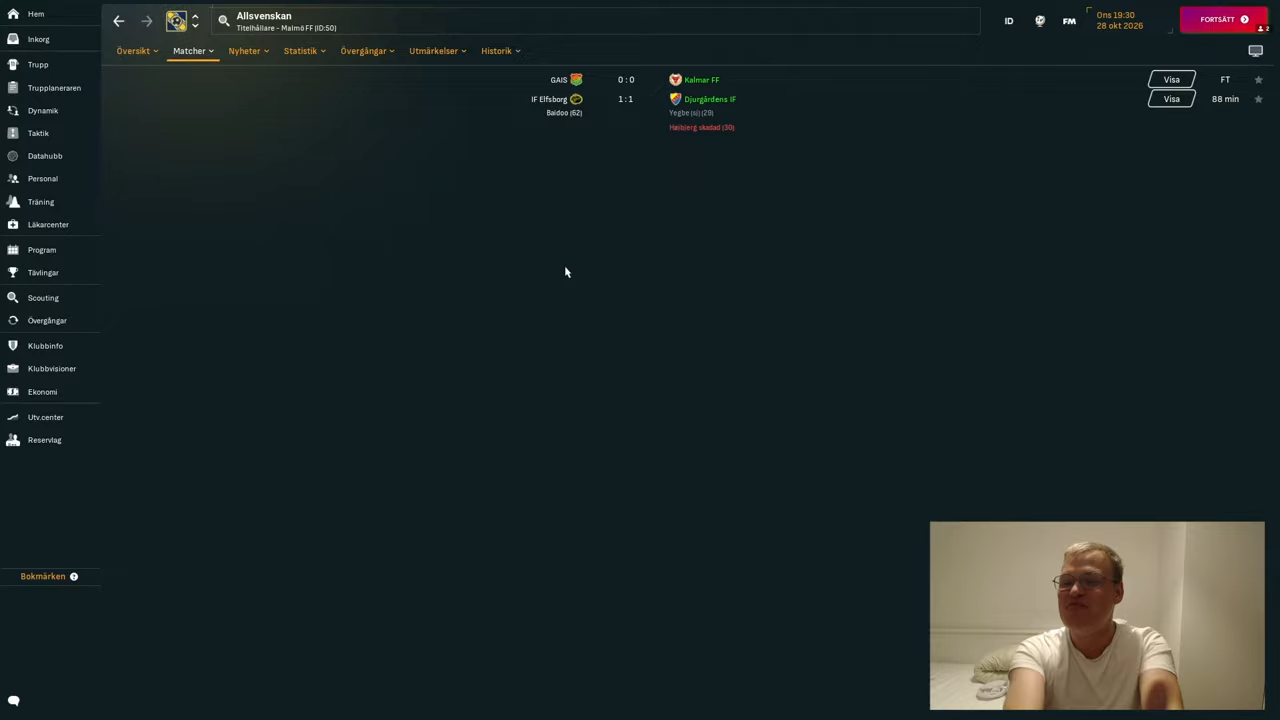 Hem
Inkorg
Trupp
Trupplaneraren
Dynamik
Taktik
Datahubb
Personal
Träning
Läkarcenter
Program
Tävlingar
Scouting
Övergångar
Klubbinfo
Klubbvisioner
Ekonomi
Utv.center
Reservlag
Bokmärken ?
Allsvenskan
Titelhållare - Malmö FF (ID:50)
ID
FM
Ons 19:30
28 okt 2026
FORTSÄTT
2
Översikt Matcher Nyheter Statistik Övergångar Utmärkelser Historik
GAIS 0 : 0 Kalmar FF Visa FT
IF Elfsborg 1 : 1 Djurgårdens IF Visa 88 min
Baidoo (62) Yegbe (sj) (29)
Høibjerg skadad (30)